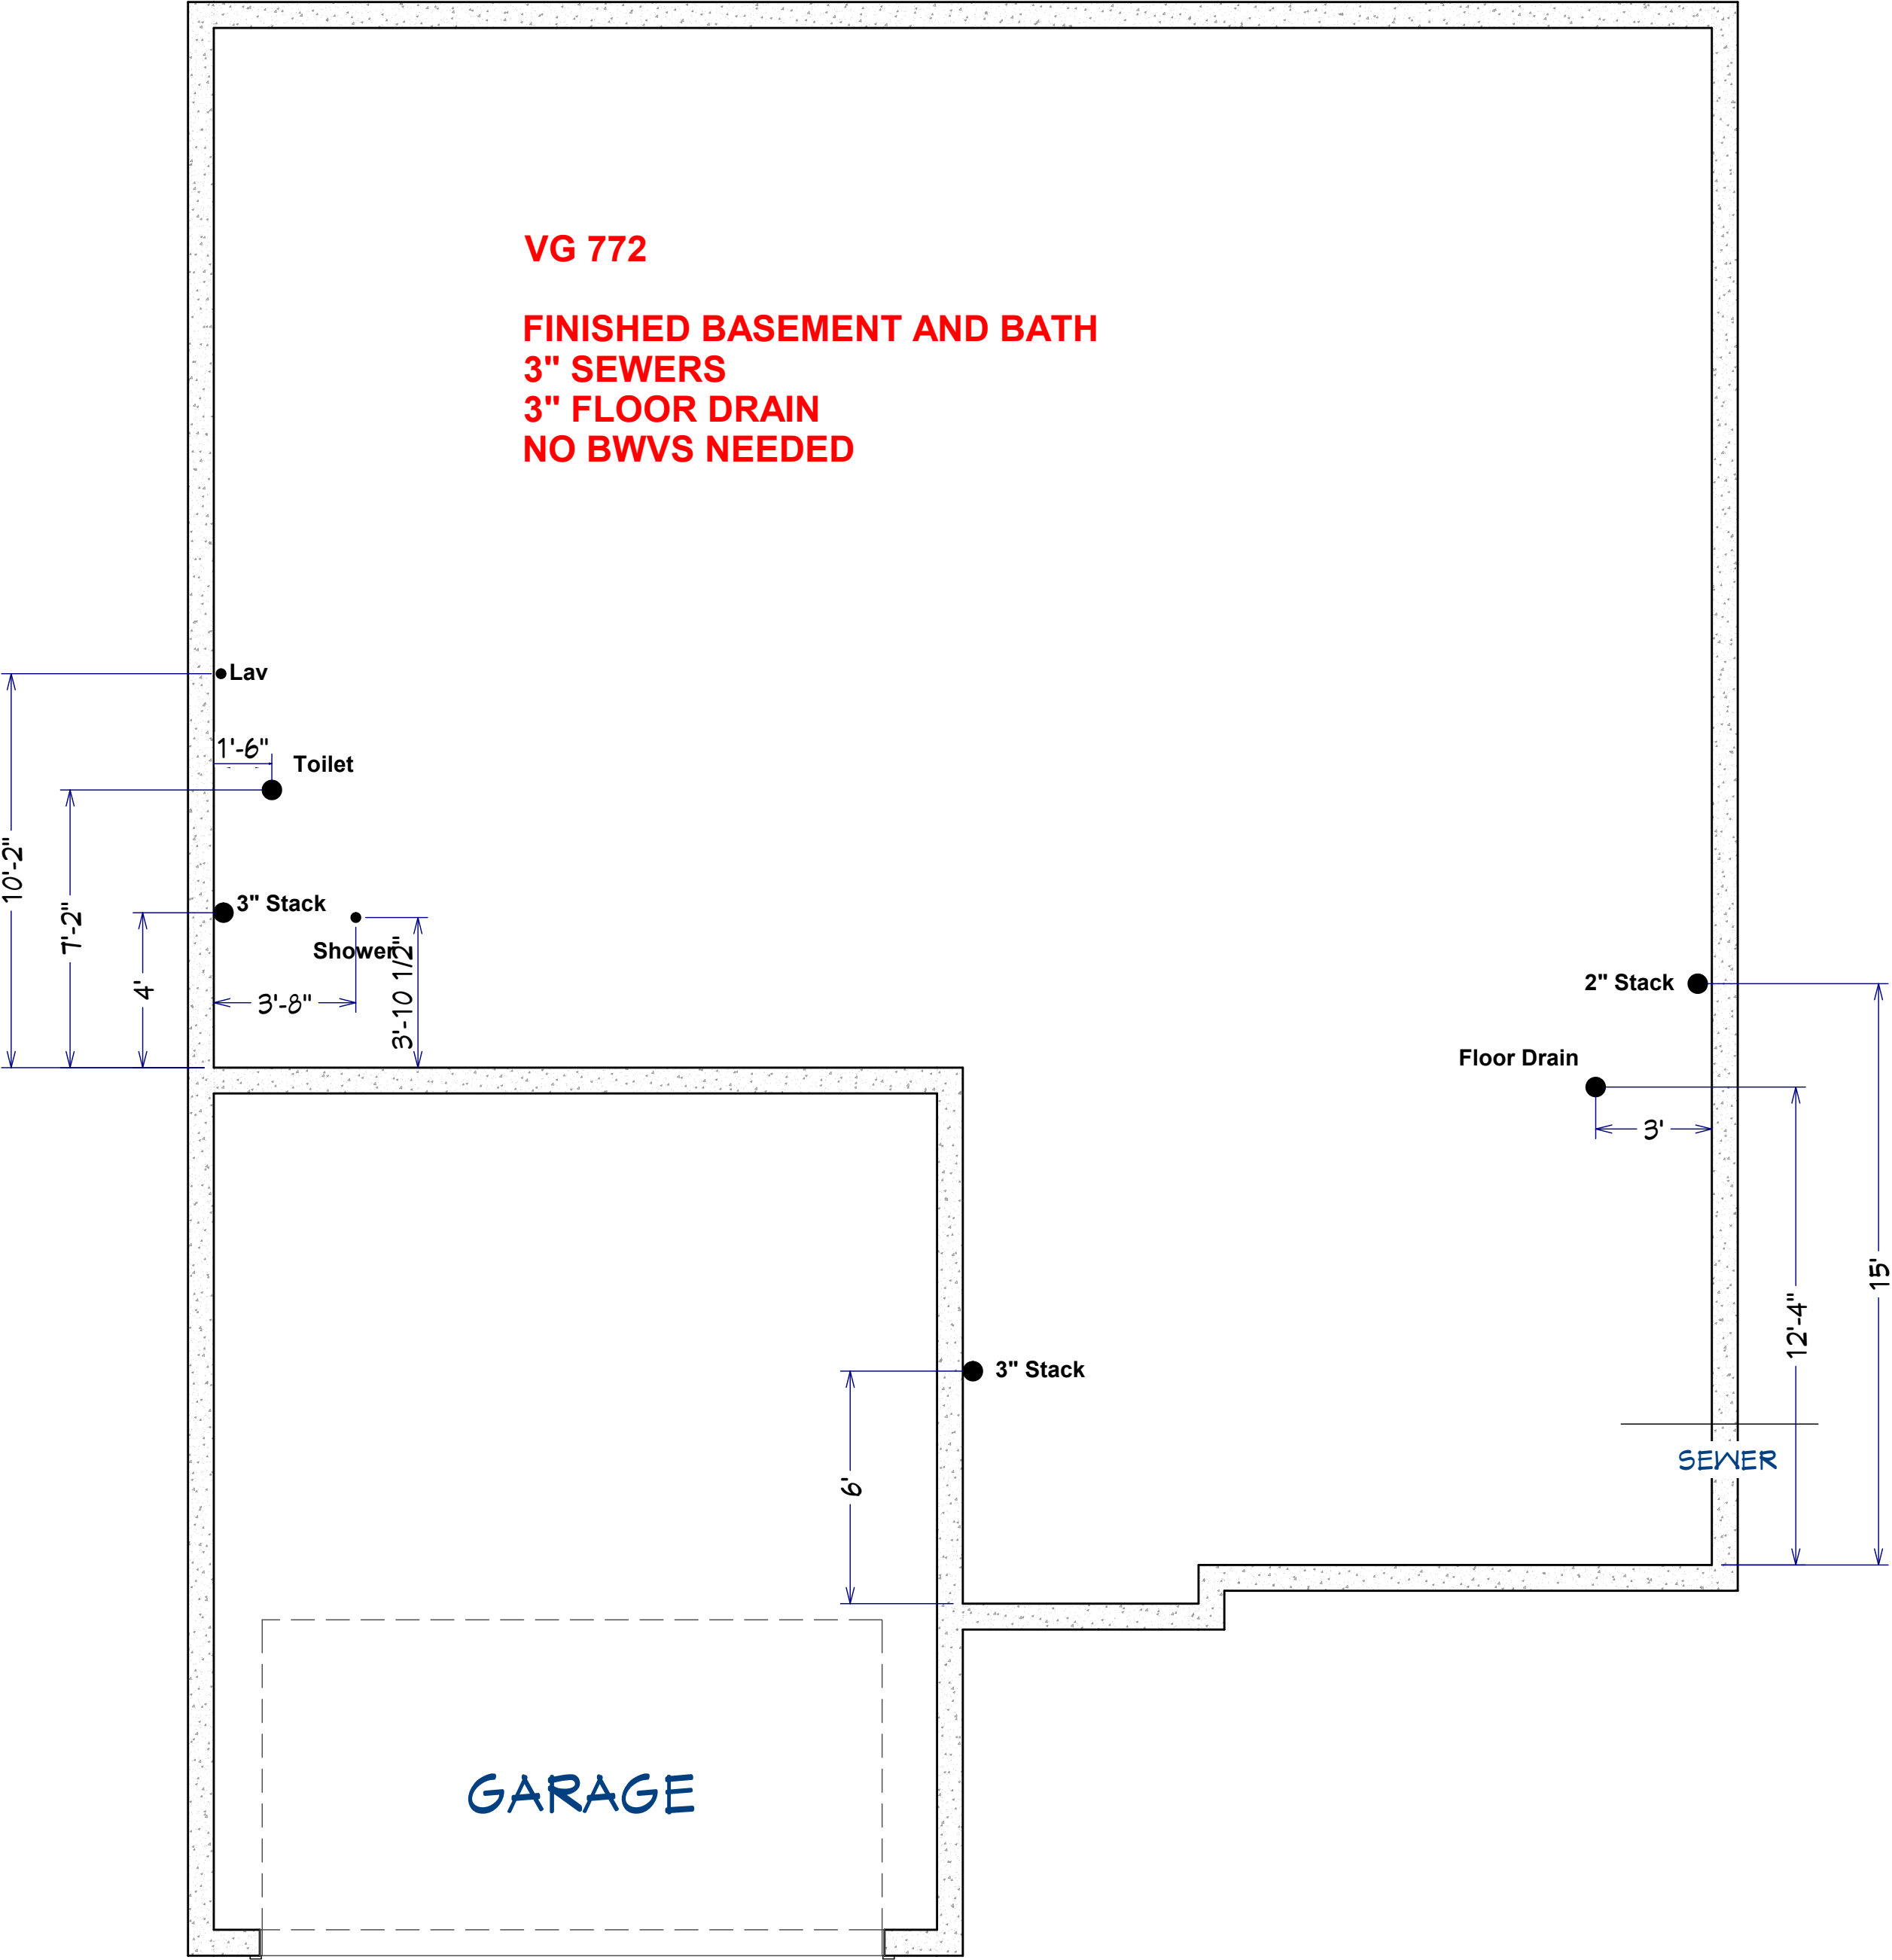 VG 772
FINISHED BASEMENT AND BATH
3" SEWERS
3" FLOOR DRAIN
NO BWVS NEEDED
Lav
1'-6"
Toilet
10'-2"
7'-2"
3" Stack
4'
Shower
3'-8"
3'-10 1/2"
2" Stack
Floor Drain
3'
15'
12'-4"
3" Stack
6'
SEWER
GARAGE